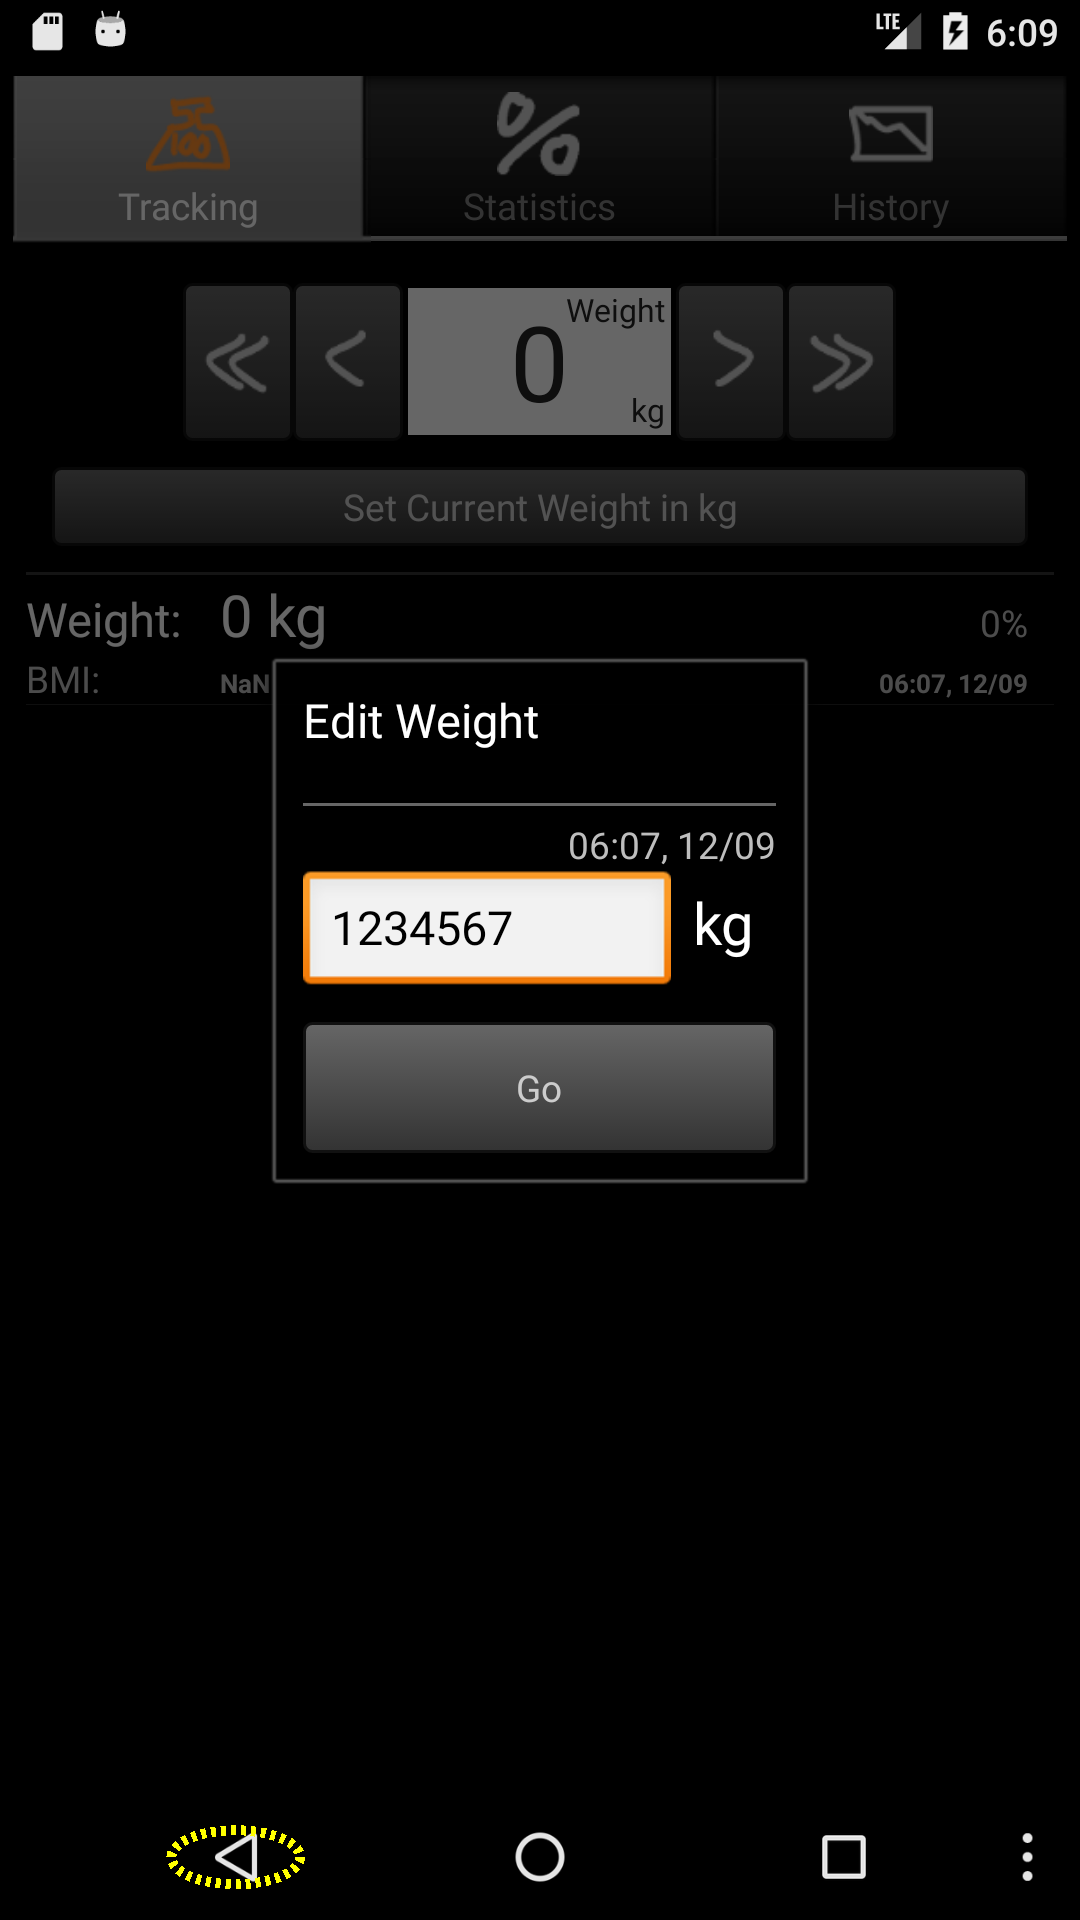 LTE 6:09
Tracking Statistics History
Weight
0
kg
Set Current Weight in kg
Weight: 0 kg 0%
BMI: NaN 06:07, 12/09
Edit Weight
06:07, 12/09
1234567 kg
Go